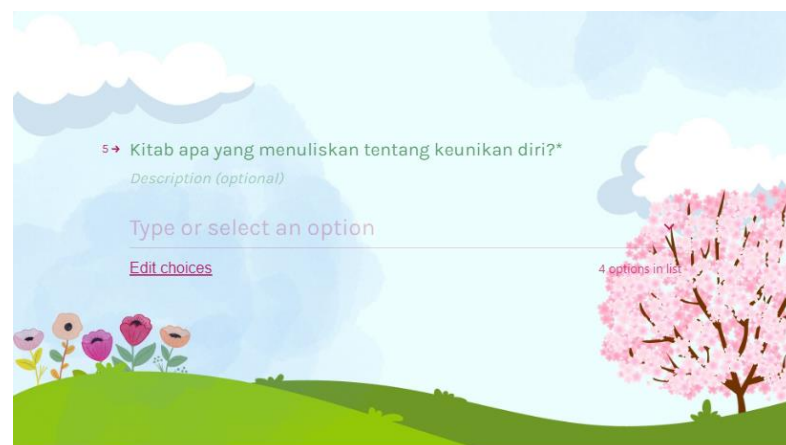 5→ Kitab apa yang menuliskan tentang keunikan diri?*
Description (optional)
Type or select an option
Edit choices
4 options in list